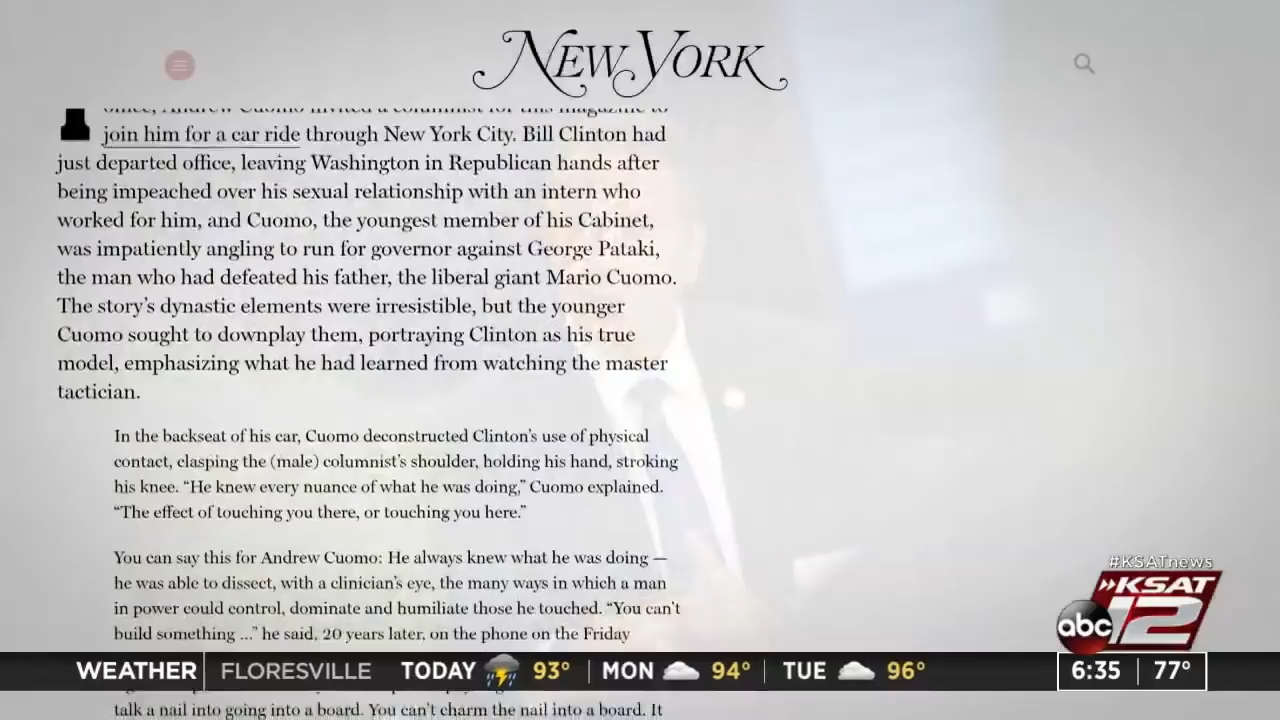 NEW YORK
office, Andrew Cuomo invited a columnist for this magazine to
join him for a car ride through New York City. Bill Clinton had
just departed office, leaving Washington in Republican hands after
being impeached over his sexual relationship with an intern who
worked for him, and Cuomo, the youngest member of his Cabinet,
was impatiently angling to run for governor against George Pataki,
the man who had defeated his father, the liberal giant Mario Cuomo.
The story's dynastic elements were irresistible, but the younger
Cuomo sought to downplay them, portraying Clinton as his true
model, emphasizing what he had learned from watching the master
tactician.
In the backseat of his car, Cuomo deconstructed Clinton's use of physical
contact, clasping the (male) columnist's shoulder, holding his hand, stroking
his knee. “He knew every nuance of what he was doing,” Cuomo explained.
“The effect of touching you there, or touching you here.”
You can say this for Andrew Cuomo: He always knew what he was doing —
he was able to dissect, with a clinician's eye, the many ways in which a man
in power could control, dominate and humiliate those he touched. “You can't
build something ...” he said, 20 years later, on the phone on the Friday
talk a nail into going into a board. You can't charm the nail into a board. It
#KSATnews
»KSAT
abc 12
WEATHER FLORESVILLE TODAY 93° MON 94° TUE 96° 6:35 77°